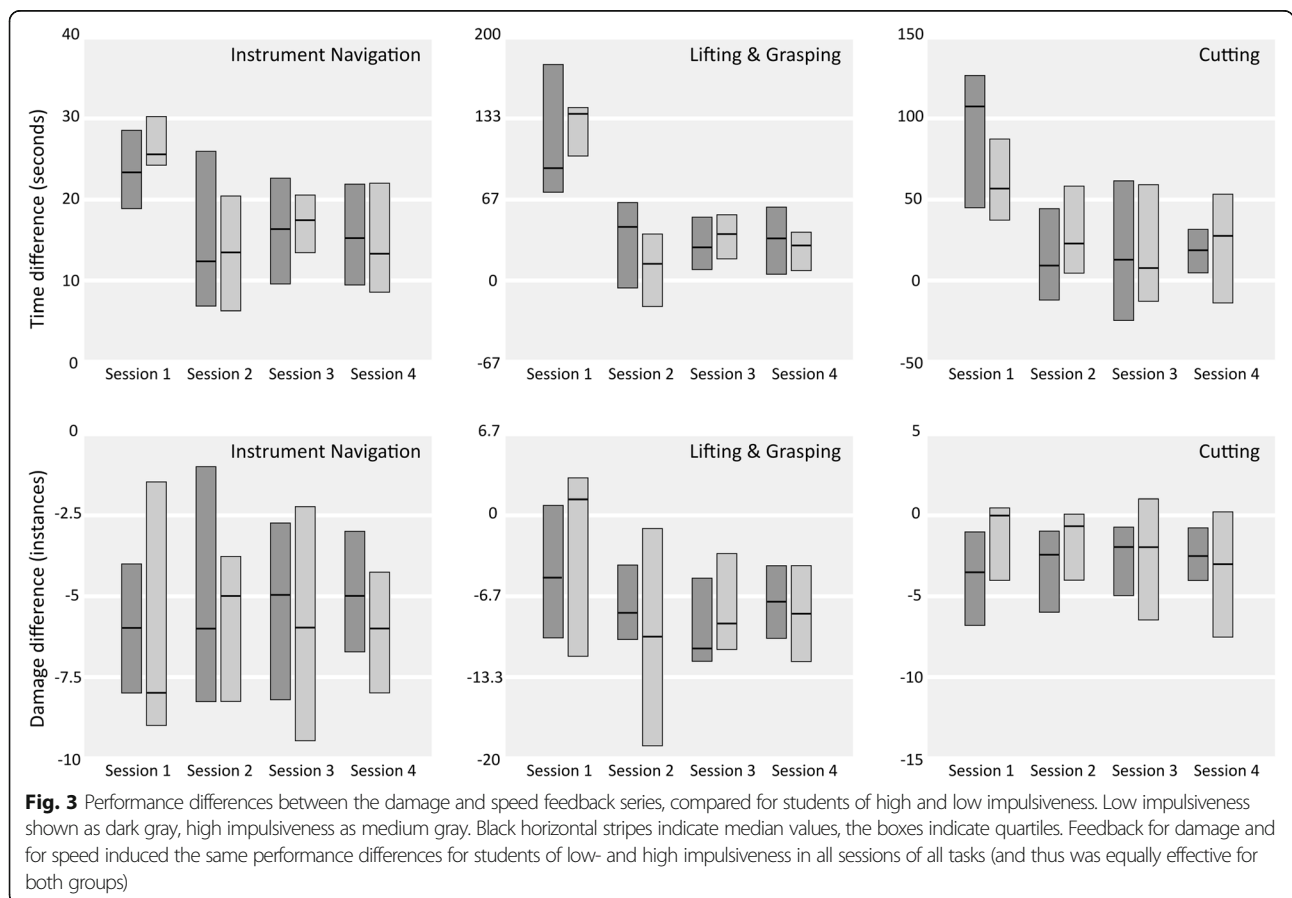 40
30
20
10
0
Time difference (seconds)
Instrument Navigation
Session 1 Session 2 Session 3 Session 4
200
133
67
0
-67
Lifting & Grasping
Session 1 Session 2 Session 3 Session 4
150
100
50
0
-50
Cutting
Session 1 Session 2 Session 3 Session 4
0
-2.5
-5
-7.5
-10
Damage difference (instances)
Instrument Navigation
Session 1 Session 2 Session 3 Session 4
6.7
0
-6.7
-13.3
-20
Lifting & Grasping
Session 1 Session 2 Session 3 Session 4
5
0
-5
-10
-15
Cutting
Session 1 Session 2 Session 3 Session 4
Fig. 3 Performance differences between the damage and speed feedback series, compared for students of high and low impulsiveness. Low impulsiveness
shown as dark gray, high impulsiveness as medium gray. Black horizontal stripes indicate median values, the boxes indicate quartiles. Feedback for damage and
for speed induced the same performance differences for students of low- and high impulsiveness in all sessions of all tasks (and thus was equally effective for
both groups)